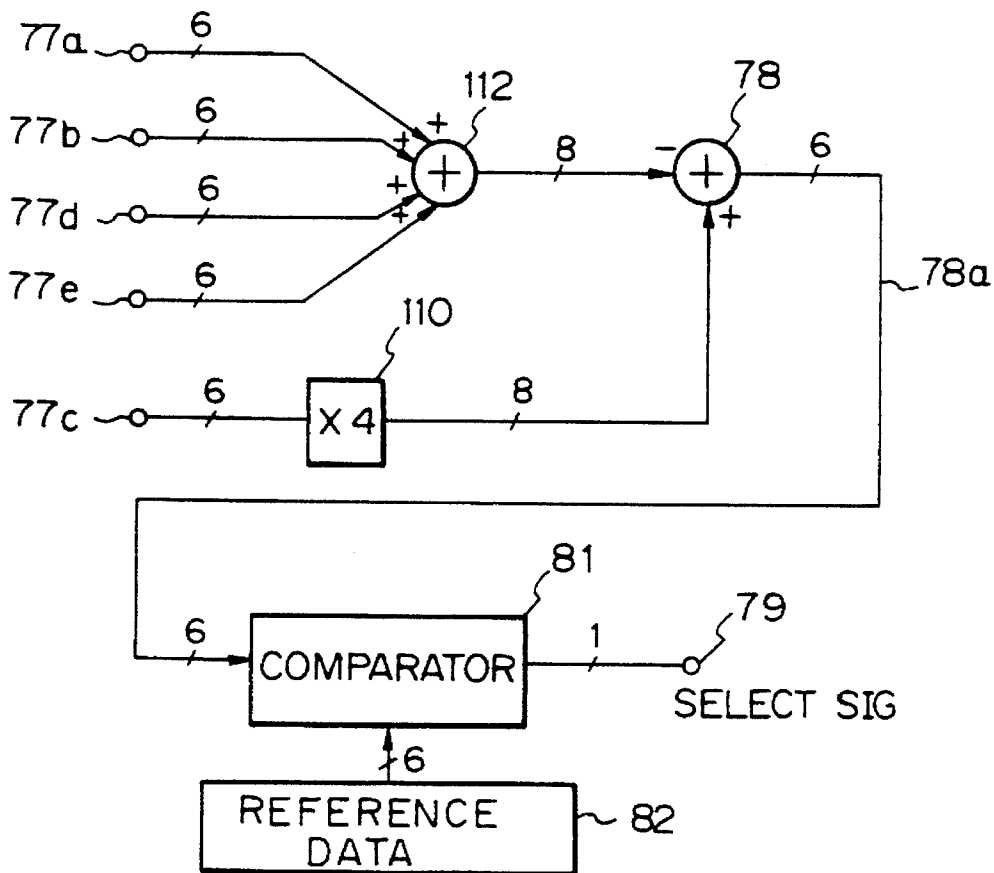 77a 6
+ 112 78
77b 6 + + 8 - + 6
77d 6 + + +
77e 6 78a
110
77c 6 X 4 8
81 79
6 COMPARATOR 1
SELECT SIG
6
REFERENCE 82
DATA